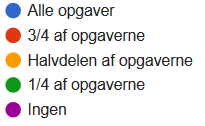 Alle opgaver
3/4 af opgaverne
Halvdelen af opgaverne
1/4 af opgaverne
Ingen